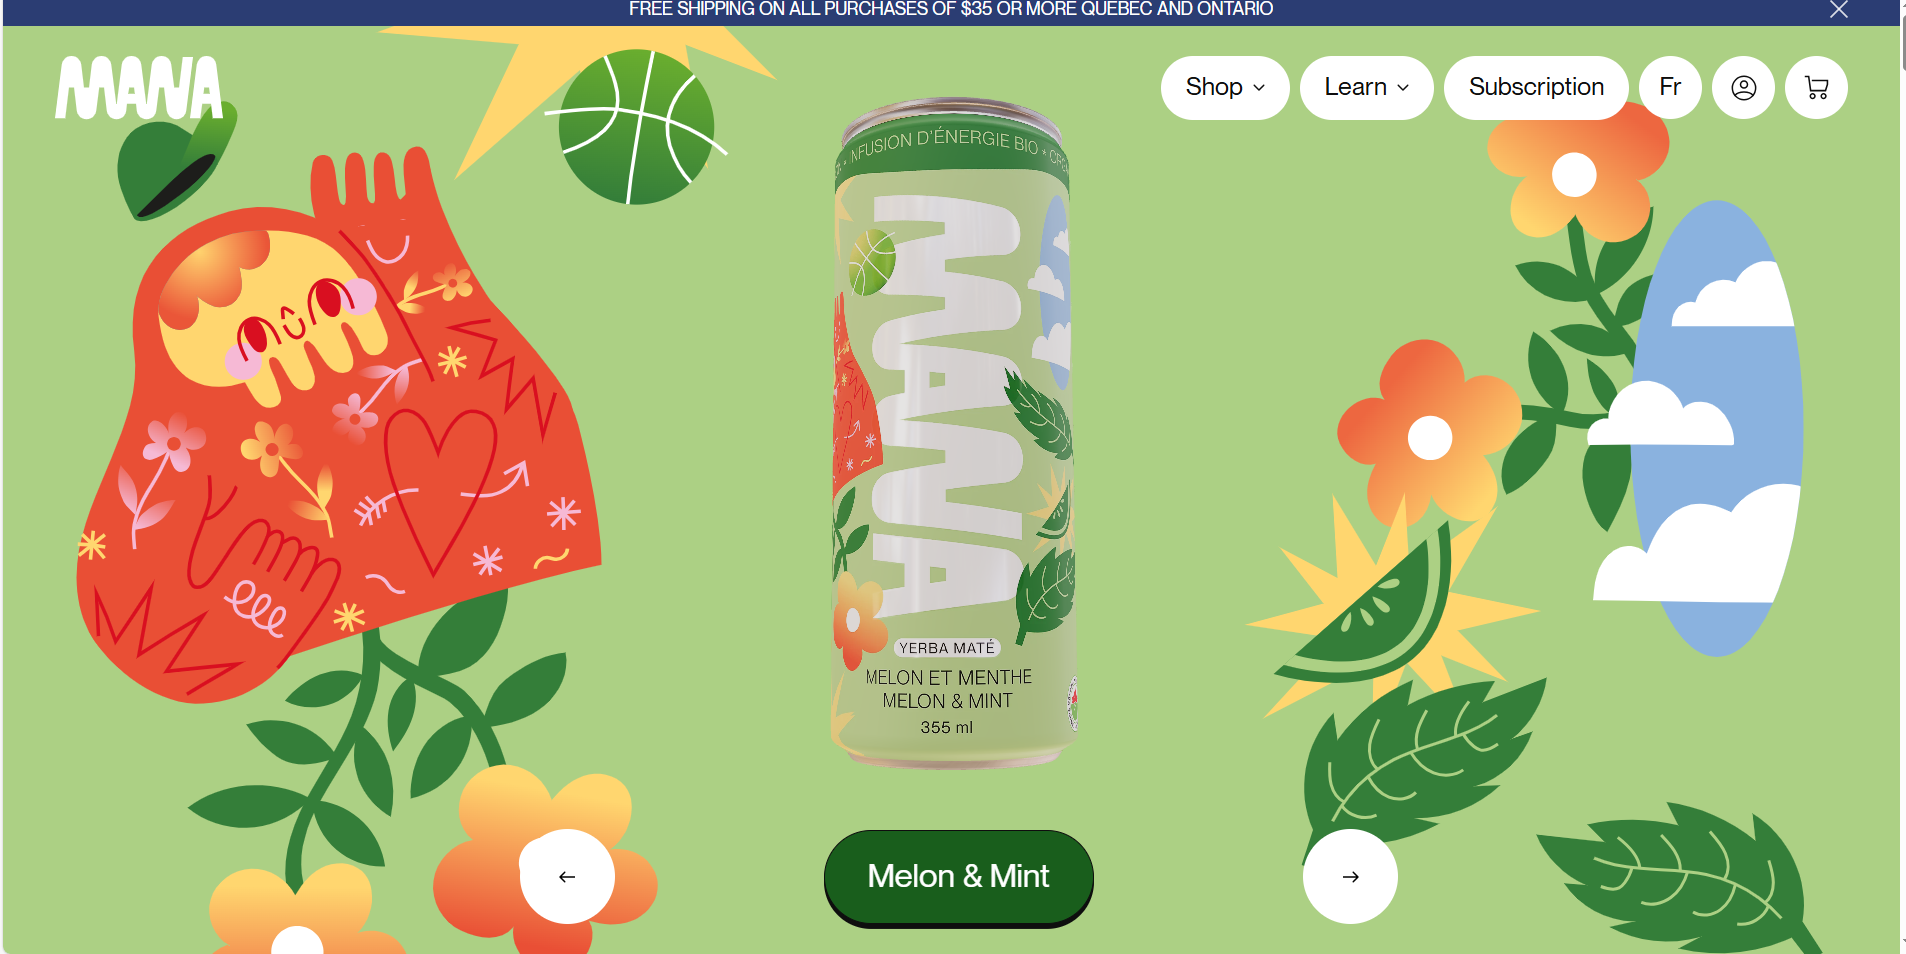 FREE SHIPPING ON ALL PURCHASES OF $35 OR MORE QUEBEC AND ONTARIO
MANA
Shop
Learn
Subscription
Fr
INFUSION D'ÉNERGIE BIO
MANA
YERBA MATÉ
MELON ET MENTHE
MELON & MINT
355 ml
Melon & Mint